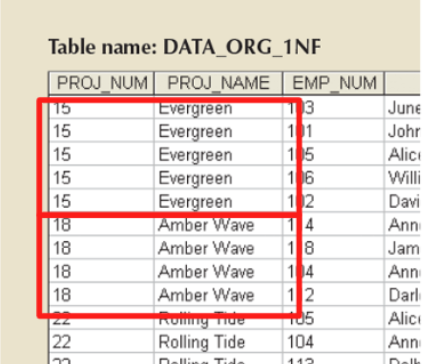 Table name: DATA_ORG_1NF
PROJ_NUM PROJ_NAME EMP_NUM
15 Evergreen 103 June
15 Evergreen 101 John
15 Evergreen 105 Alic
15 Evergreen 106 Willi
15 Evergreen 102 Davi
18 Amber Wave 114 Ann
18 Amber Wave 118 Jam
18 Amber Wave 104 Ann
18 Amber Wave 112 Darl
22 Rolling Tide 105 Alic
22 Rolling Tide 104 Ann
22 Rolling Tide 113